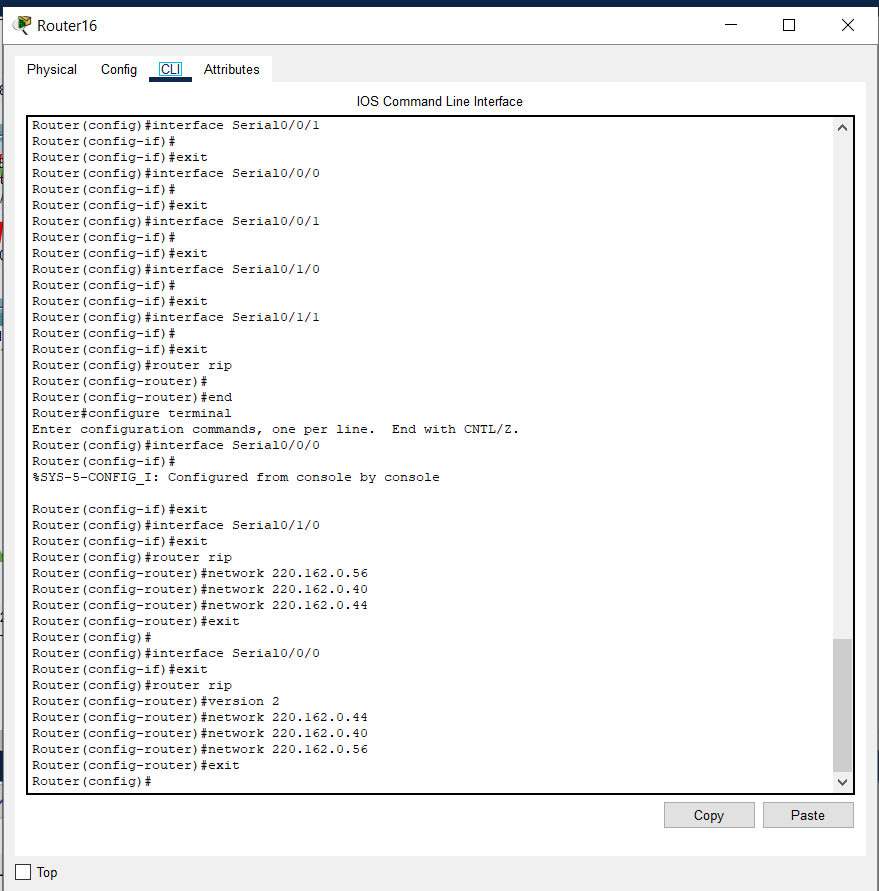 Router16
Physical Config CLI Attributes
IOS Command Line Interface
Router(config)#interface Serial0/0/1
Router(config-if)#
Router(config-if)#exit
Router(config)#interface Serial0/0/0
Router(config-if)#
Router(config-if)#exit
Router(config)#interface Serial0/0/1
Router(config-if)#
Router(config-if)#exit
Router(config)#interface Serial0/1/0
Router(config-if)#
Router(config-if)#exit
Router(config)#interface Serial0/1/1
Router(config-if)#
Router(config-if)#exit
Router(config)#router rip
Router(config-router)#
Router(config-router)#end
Router#configure terminal
Enter configuration commands, one per line.  End with CNTL/Z.
Router(config)#interface Serial0/0/0
Router(config-if)#
%SYS-5-CONFIG_I: Configured from console by console
Router(config-if)#exit
Router(config)#interface Serial0/1/0
Router(config-if)#exit
Router(config)#router rip
Router(config-router)#network 220.162.0.56
Router(config-router)#network 220.162.0.40
Router(config-router)#network 220.162.0.44
Router(config-router)#exit
Router(config)#
Router(config)#interface Serial0/0/0
Router(config-if)#exit
Router(config)#router rip
Router(config-router)#version 2
Router(config-router)#network 220.162.0.44
Router(config-router)#network 220.162.0.40
Router(config-router)#network 220.162.0.56
Router(config-router)#exit
Router(config)#
Copy Paste
Top